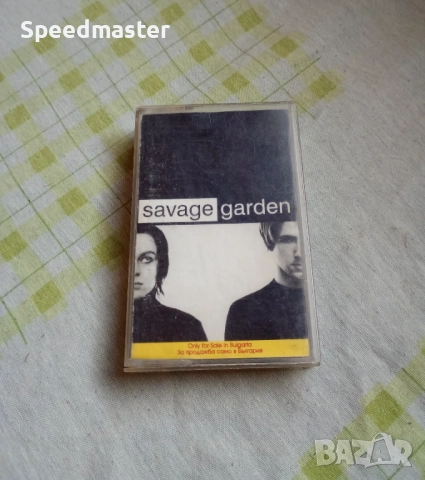 Speedmaster
savage garden
Only for Sale in Bulgaria
За продажба само в България
BAZAR